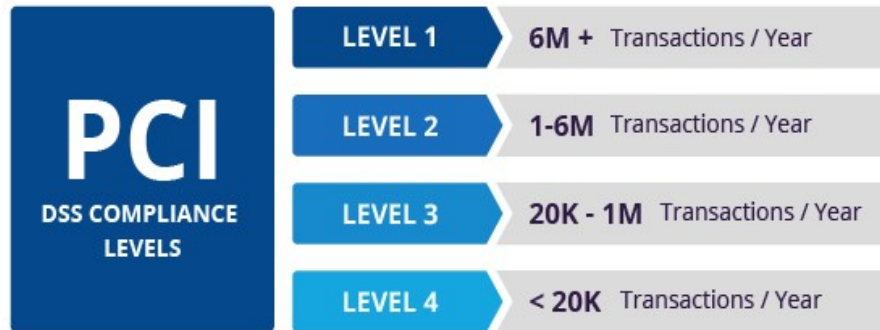 PCI
DSS COMPLIANCE
LEVELS
LEVEL 1 6M + Transactions / Year
LEVEL 2 1-6M Transactions / Year
LEVEL 3 20K - 1M Transactions / Year
LEVEL 4 < 20K Transactions / Year